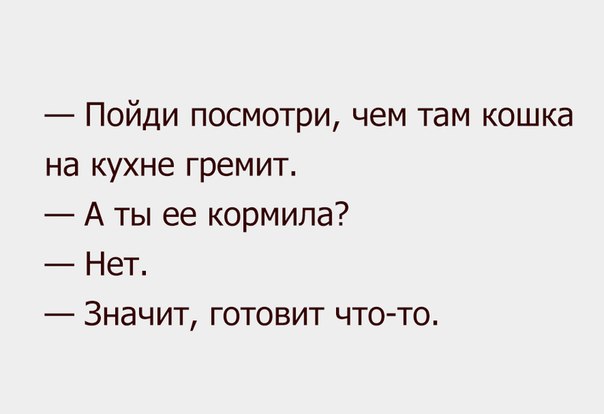 — Пойди посмотри, чем там кошка
на кухне гремит.
— А ты ее кормила?
— Нет.
— Значит, готовит что-то.